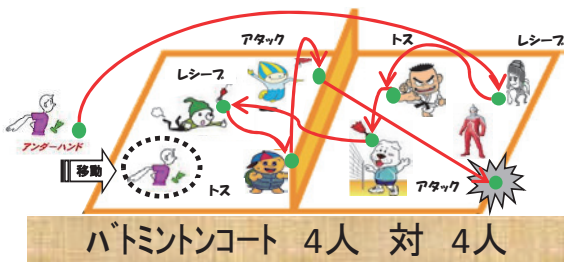 アタック
トス
レシーブ
レシーブ
アンダーハンド
移動
トス
アタック
バトミントンコート 4人 対 4人